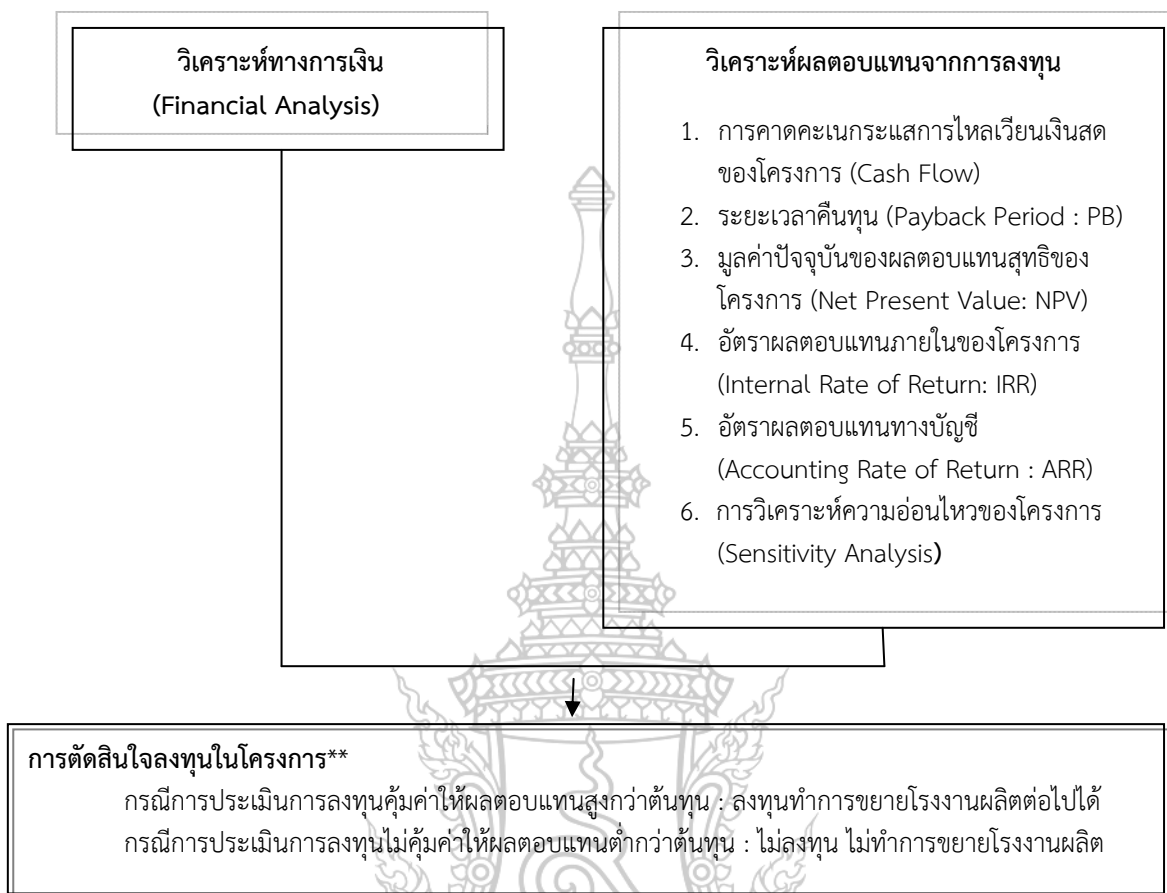 วิเคราะห์ทางการเงิน
(Financial Analysis)
วิเคราะห์ผลตอบแทนจากการลงทุน
1. การคาดคะเนกระแสการไหลเวียนเงินสด
ของโครงการ (Cash Flow)
2. ระยะเวลาคืนทุน (Payback Period : PB)
3. มูลค่าปัจจุบันของผลตอบแทนสุทธิของ
โครงการ (Net Present Value: NPV)
4. อัตราผลตอบแทนภายในของโครงการ
(Internal Rate of Return: IRR)
5. อัตราผลตอบแทนทางบัญชี
(Accounting Rate of Return : ARR)
6. การวิเคราะห์ความอ่อนไหวของโครงการ
(Sensitivity Analysis)
การตัดสินใจลงทุนในโครงการ**
กรณีการประเมินการลงทุนคุ้มค่าให้ผลตอบแทนสูงกว่าต้นทุน : ลงทุนทำการขยายโรงงานผลิตต่อไปได้
กรณีการประเมินการลงทุนไม่คุ้มค่าให้ผลตอบแทนต่ำกว่าต้นทุน : ไม่ลงทุน ไม่ทำการขยายโรงงานผลิต